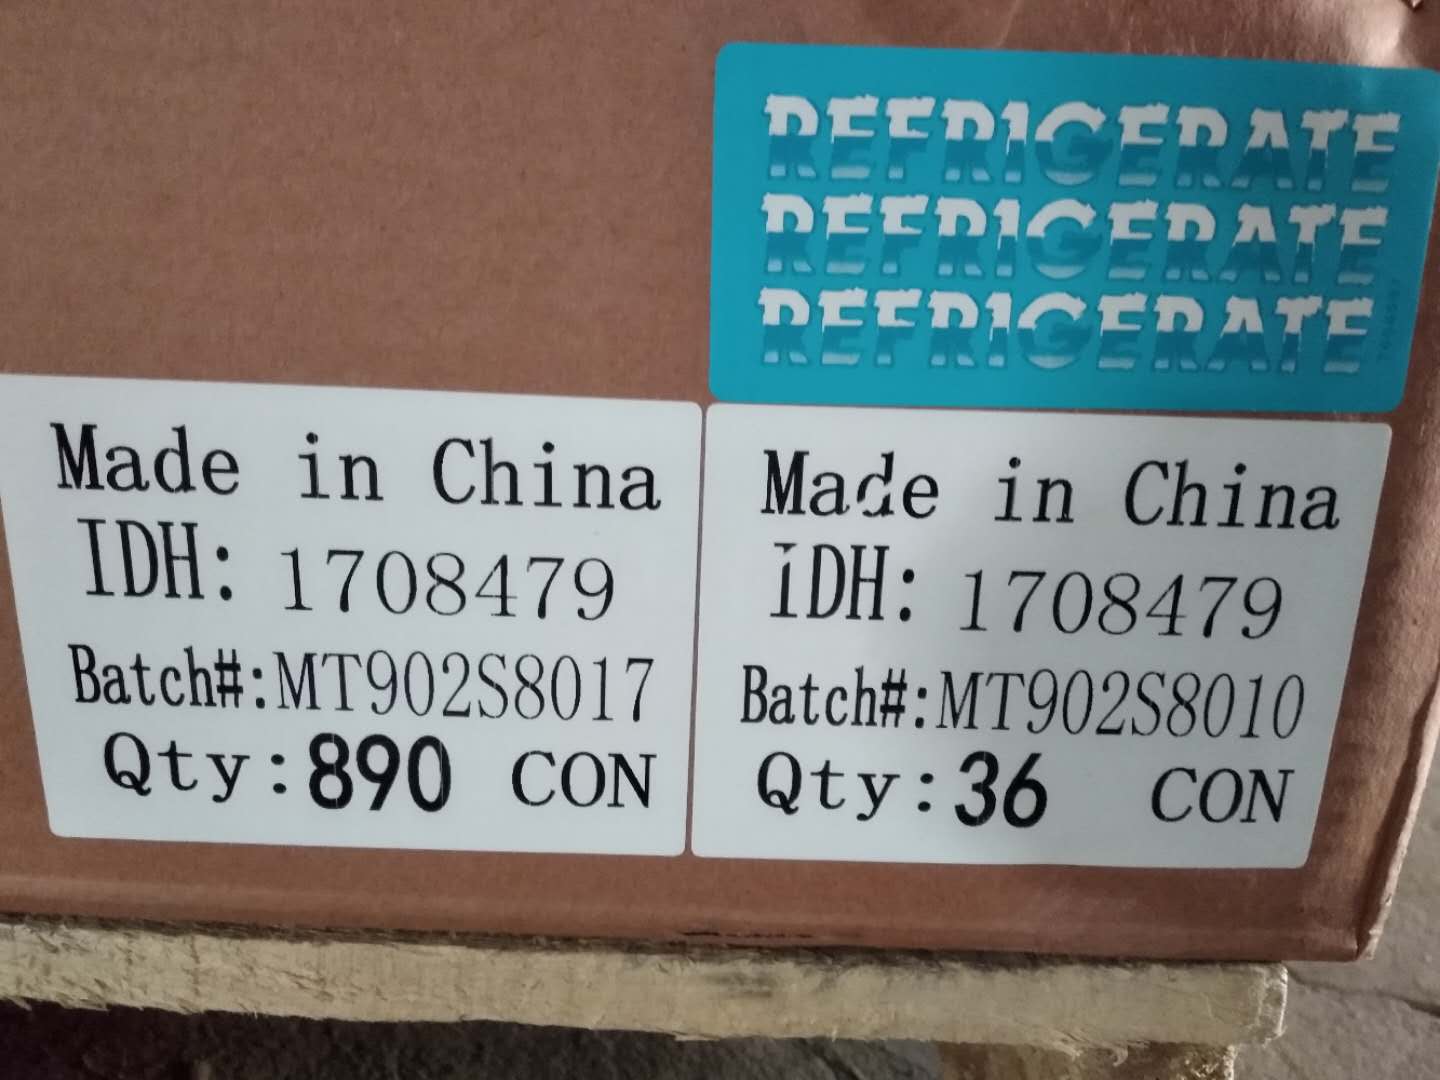 REFRIGERATE
REFRIGERATE
REFRIGERATE
Made in China
IDH: 1708479
Batch#:MT902S8017
Qty:890 CON
Made in China
IDH: 1708479
Batch#:MT902S8010
Qty:36 CON